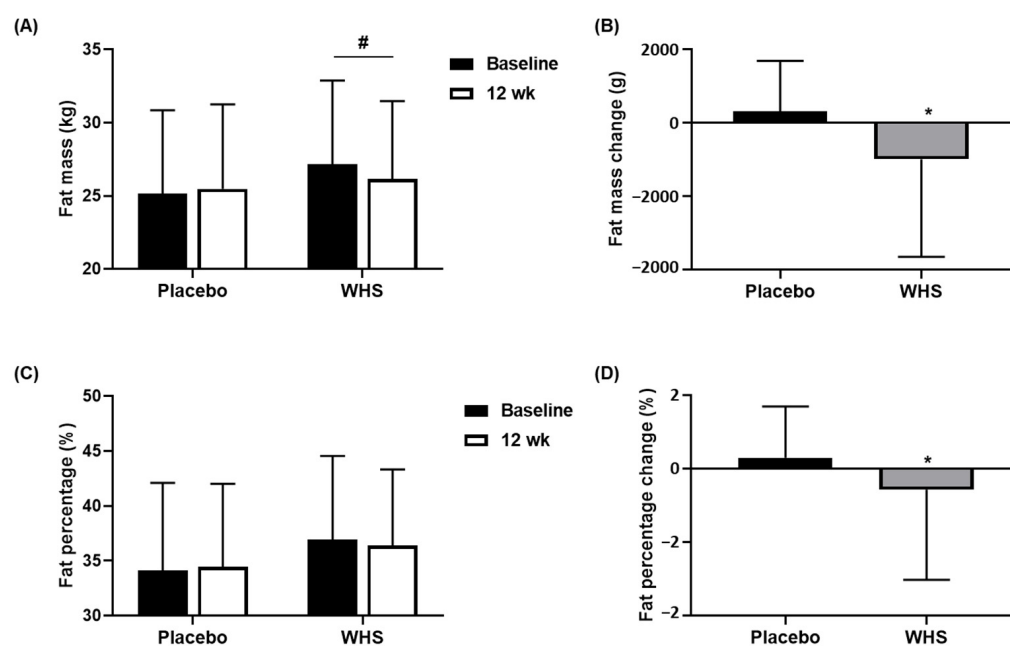 (A)
Fat mass (kg)
35
30
25
20
#
Baseline
12 wk
Placebo
WHS
(B)
Fat mass change (g)
2000
0
−2000
−2000
*
Placebo
WHS
(C)
Fat percentage (%)
50
45
40
35
30
Baseline
12 wk
Placebo
WHS
(D)
Fat percentage change (%)
2
0
−2
−2
*
Placebo
WHS